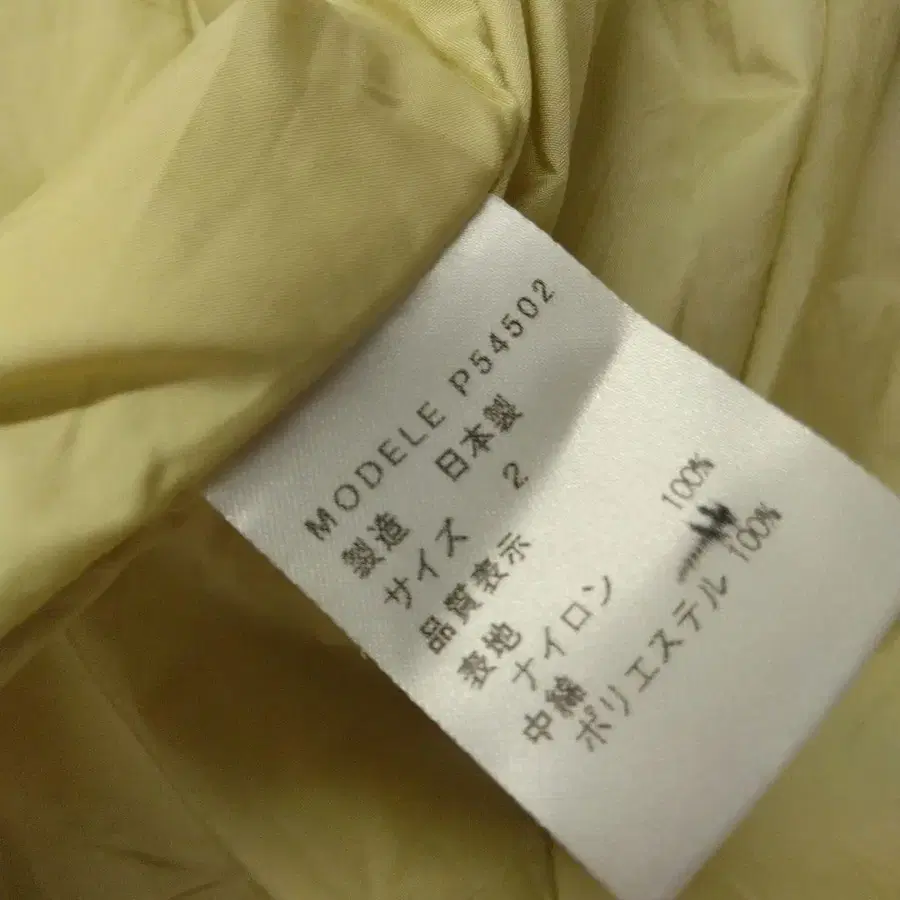 MODELE P54502
製造 日本製
サイズ 2
品質表示
表地
ナイロン 100%
中綿
ポリエステル 100%